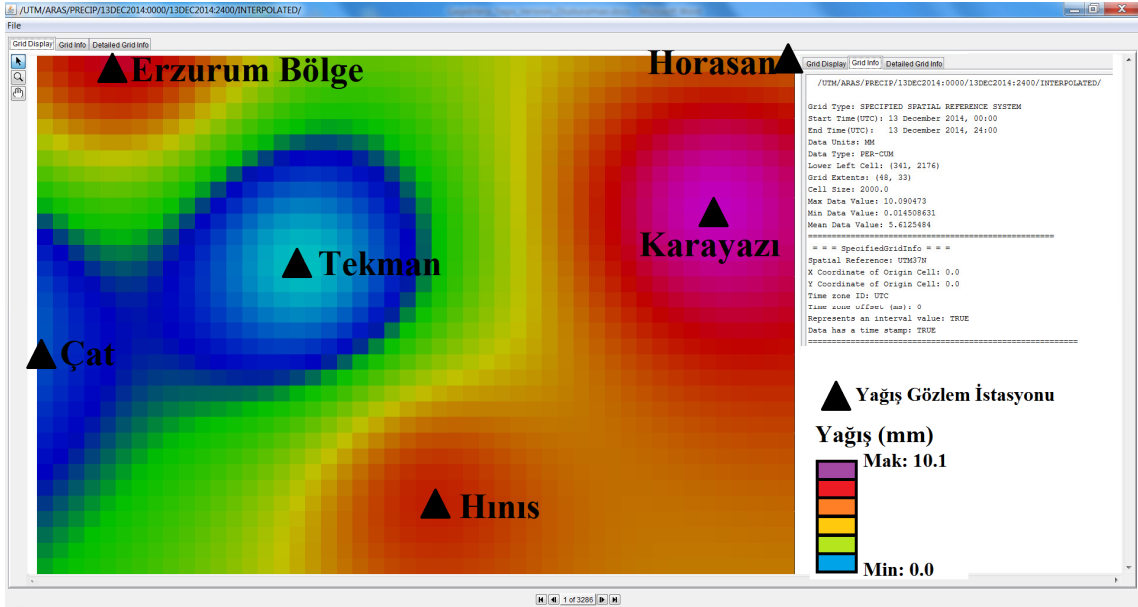 /UTM/ARAS/PRECIP/13DEC2014:0000/13DEC2014:2400/INTERPOLATED/
File
Grid Display Grid Info Detailed Grid Info
Erzurum Bölge
Horasan
Karayazı
Tekman
Çat
Hınıs
Grid Display Grid Info Detailed Grid Info
/UTM/ARAS/PRECIP/13DEC2014:0000/13DEC2014:2400/INTERPOLATED/
Grid Type: SPECIFIED SPATIAL REFERENCE SYSTEM
Start Time(UTC): 13 December 2014, 00:00
End Time(UTC): 13 December 2014, 24:00
Data Units: MM
Data Type: PER-CUM
Lower Left Cell: (341, 2176)
Grid Extents: (48, 33)
Cell Size: 2000.0
Max Data Value: 10.090473
Min Data Value: 0.014508631
Mean Data Value: 5.6125484
=====================================================
= = = SpecifiedGridInfo = = =
Spatial Reference: UTM37N
X Coordinate of Origin Cell: 0.0
Y Coordinate of Origin Cell: 0.0
Time zone ID: UTC
Time zone offset (ms): 0
Represents an interval value: TRUE
Data has a time stamp: TRUE
==========================================================
Yağış Gözlem İstasyonu
Yağış (mm)
Mak: 10.1
Min: 0.0
1 of 3286